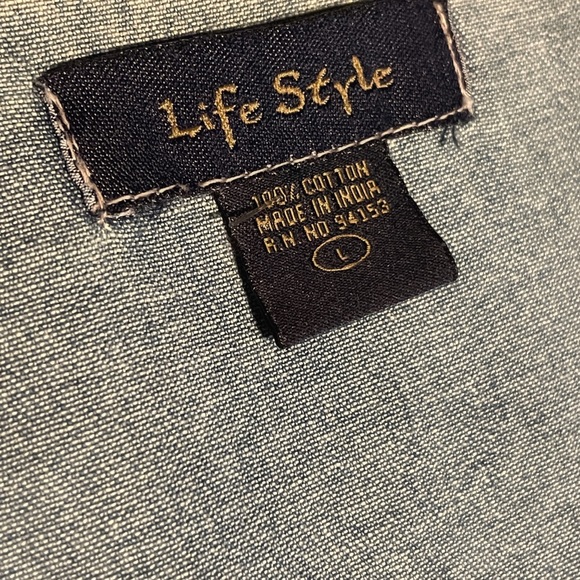 Life Style
100% COTTON
MADE IN INDIA
R.N. NO 94153
L